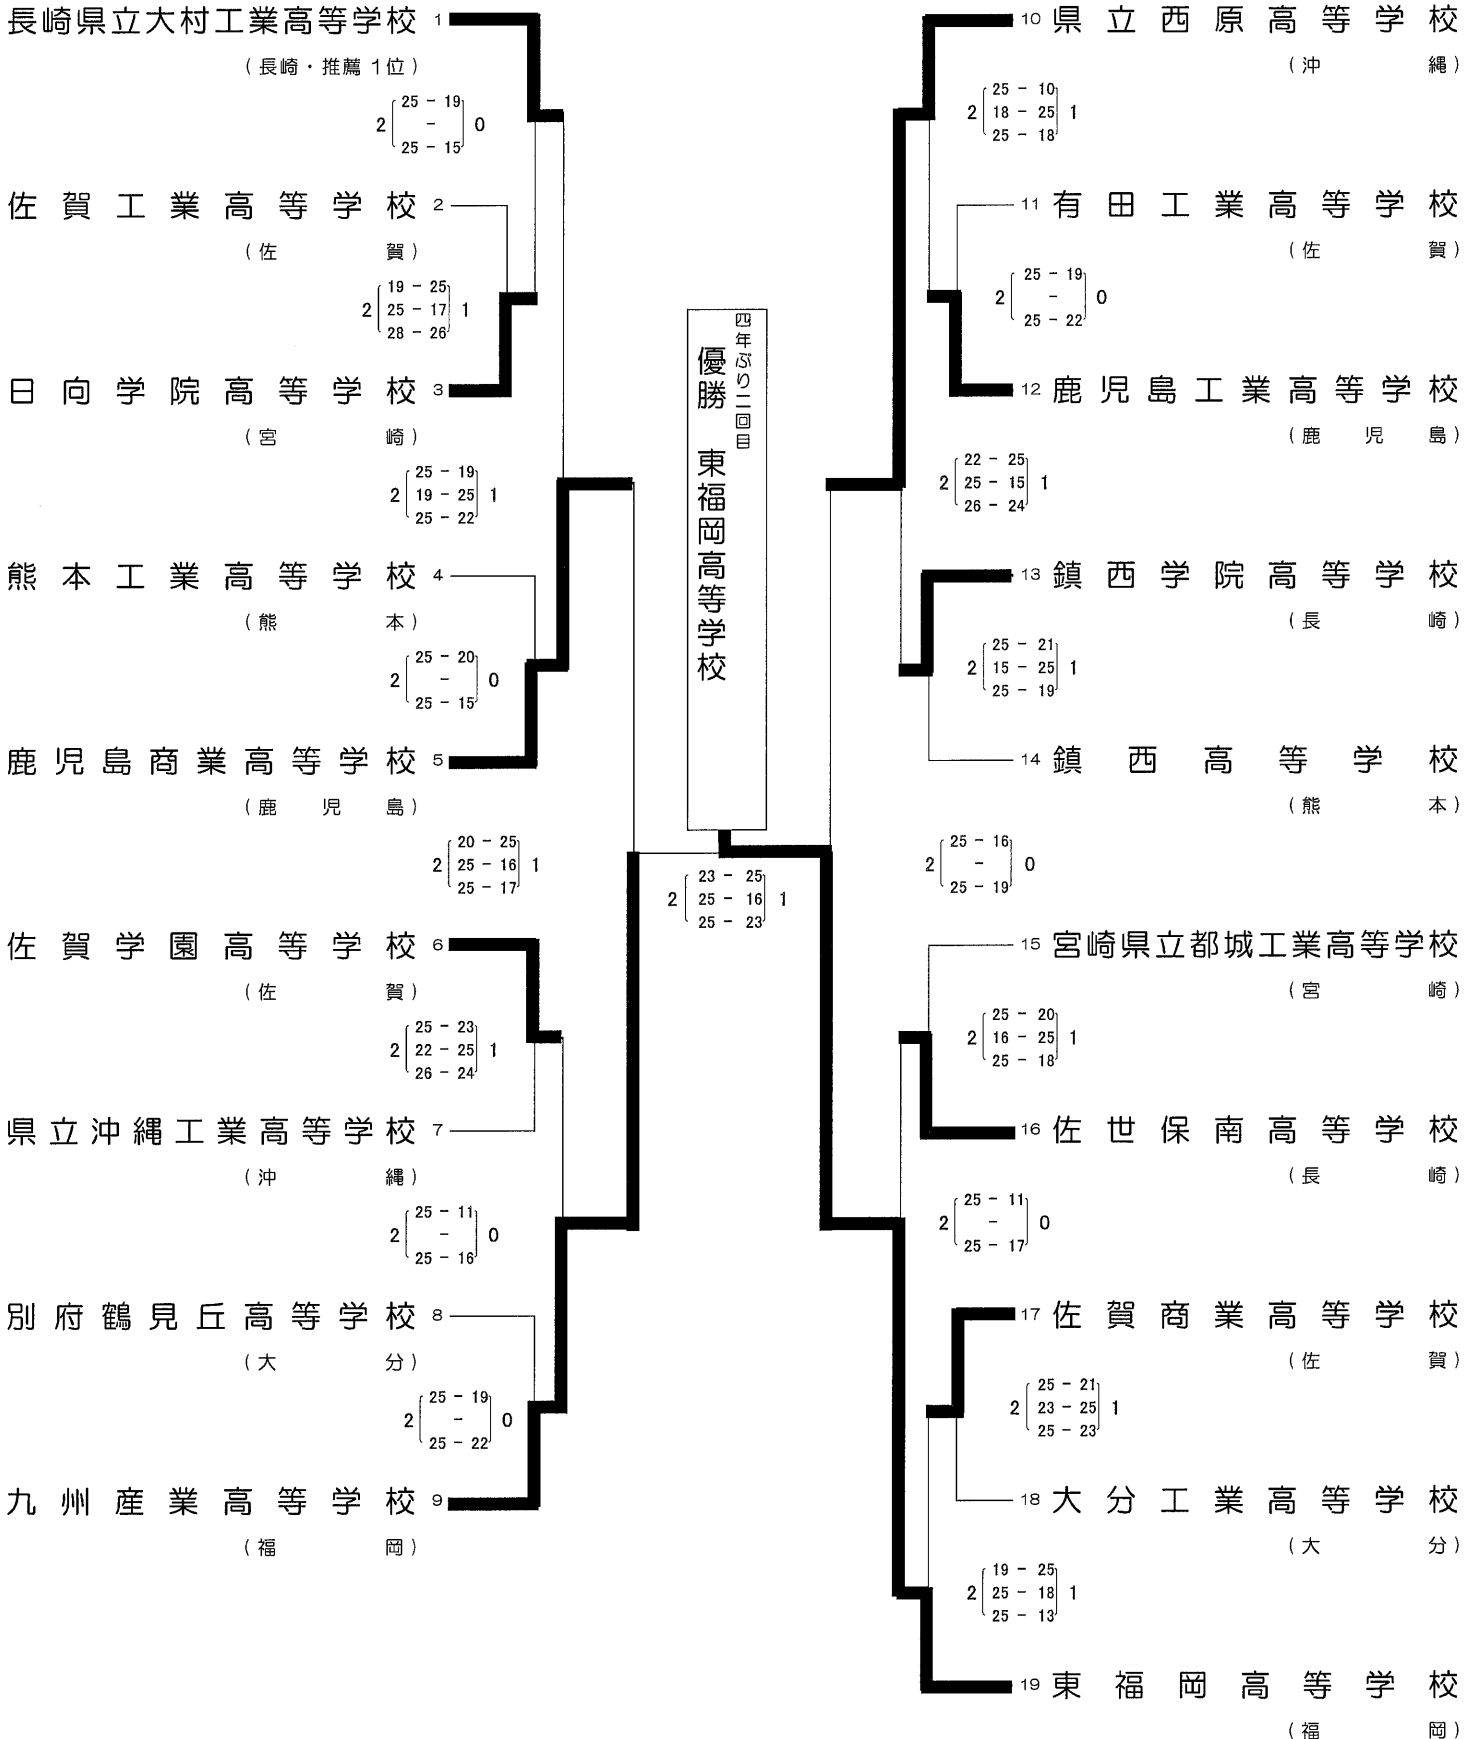 長崎県立大村工業高等学校 1
(長崎・推薦 1位)
25 - 19
2 - 0
25 - 15
佐賀工業高等学校 2
(佐賀)
19 - 25
2 25 - 17 1
28 - 26
日向学院高等学校 3
(宮崎)
25 - 19
2 19 - 25 1
25 - 22
熊本工業高等学校 4
(熊本)
25 - 20
2 - 0
25 - 15
鹿児島商業高等学校 5
(鹿児島)
20 - 25
2 25 - 16 1
25 - 17
佐賀学園高等学校 6
(佐賀)
25 - 23
2 22 - 25 1
26 - 24
県立沖縄工業高等学校 7
(沖縄)
25 - 11
2 - 0
25 - 16
別府鶴見丘高等学校 8
(大分)
25 - 19
2 - 0
25 - 22
九州産業高等学校 9
(福岡)
四年ぶり二回目
優勝 東福岡高等学校
23 - 25
2 25 - 16 1
25 - 23
10 県立西原高等学校
(沖縄)
25 - 10
2 18 - 25 1
25 - 18
11 有田工業高等学校
(佐賀)
25 - 19
2 - 0
25 - 22
12 鹿児島工業高等学校
(鹿児島)
22 - 25
2 25 - 15 1
26 - 24
13 鎮西学院高等学校
(長崎)
25 - 21
2 15 - 25 1
25 - 19
14 鎮西高等学校
(熊本)
25 - 16
2 - 0
25 - 19
15 宮崎県立都城工業高等学校
(宮崎)
25 - 20
2 16 - 25 1
25 - 18
16 佐世保南高等学校
(長崎)
25 - 11
2 - 0
25 - 17
17 佐賀商業高等学校
(佐賀)
25 - 21
2 23 - 25 1
25 - 23
18 大分工業高等学校
(大分)
19 - 25
2 25 - 18 1
25 - 13
19 東福岡高等学校
(福岡)